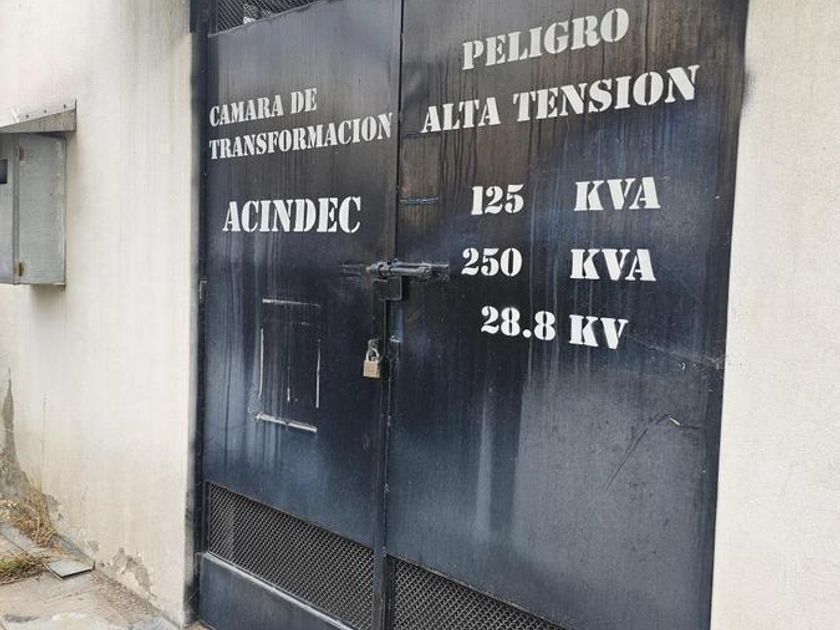 CAMARA DE
TRANSFORMACION
ACINDEC
PELIGRO
ALTA TENSION
125 KVA
250 KVA
28.8 KV